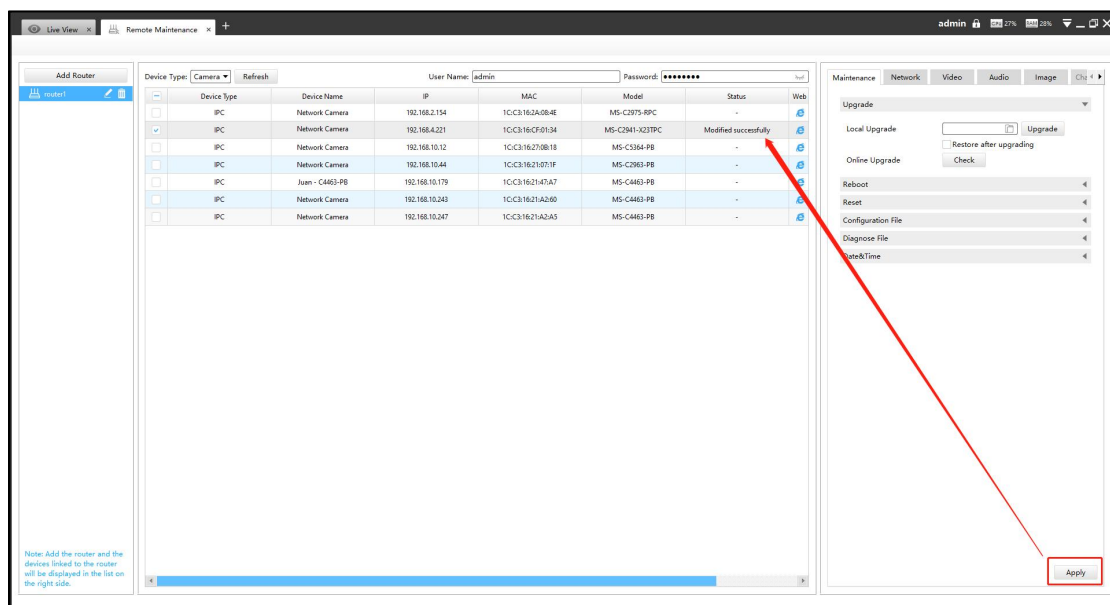 Live View × Remote Maintenance × +
admin CPU 27% RAM 28%
Add Router
router1
Device Type: Camera Refresh User Name: admin Password: ●●●●●●●●
Device Type Device Name IP MAC Model Status Web
IPC Network Camera 192.168.2.154 1C:C3:16:2A:0B:4E MS-C2975-RPC -
IPC Network Camera 192.168.4.221 1C:C3:16:CF:01:34 MS-C2941-X23TPC Modified successfully
IPC Network Camera 192.168.10.12 1C:C3:16:27:0B:18 MS-C5364-PB -
IPC Network Camera 192.168.10.44 1C:C3:16:21:07:1F MS-C2963-PB -
IPC Juan - C4463-PB 192.168.10.179 1C:C3:16:21:47:A7 MS-C4463-PB -
IPC Network Camera 192.168.10.243 1C:C3:16:21:A2:60 MS-C4463-PB -
IPC Network Camera 192.168.10.247 1C:C3:16:21:A2:A5 MS-C4463-PB -
Maintenance Network Video Audio Image
Upgrade
Local Upgrade Upgrade
Restore after upgrading
Online Upgrade Check
Reboot
Reset
Configuration File
Diagnose File
Date&Time
Note: Add the router and the
devices linked to the router
will be displayed in the list on
the right side.
Apply